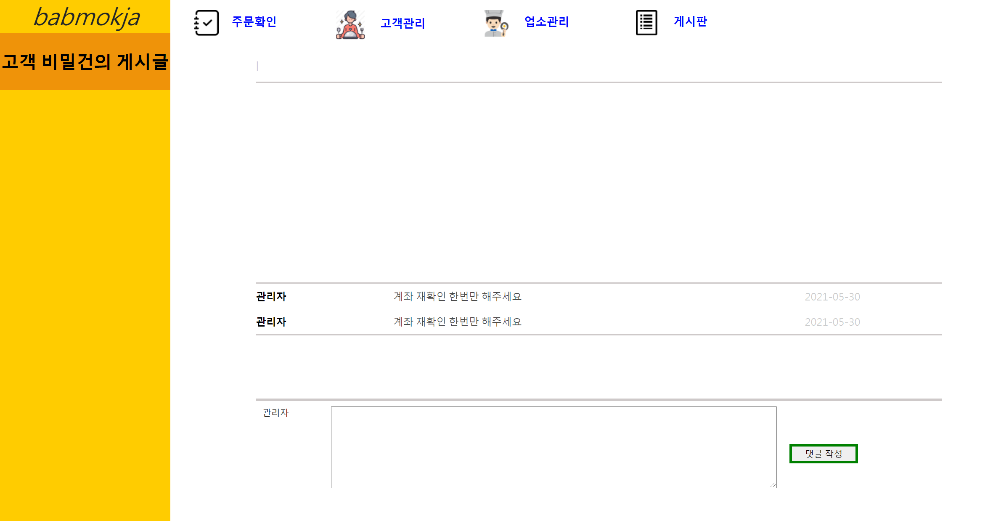 babmokja
고객 비밀건의 게시글
주문확인 고객관리 업소관리 게시판
관리자 계좌 재확인 한번만 해주세요 2021-05-30
관리자 계좌 재확인 한번만 해주세요 2021-05-30
관리자
댓글 작성